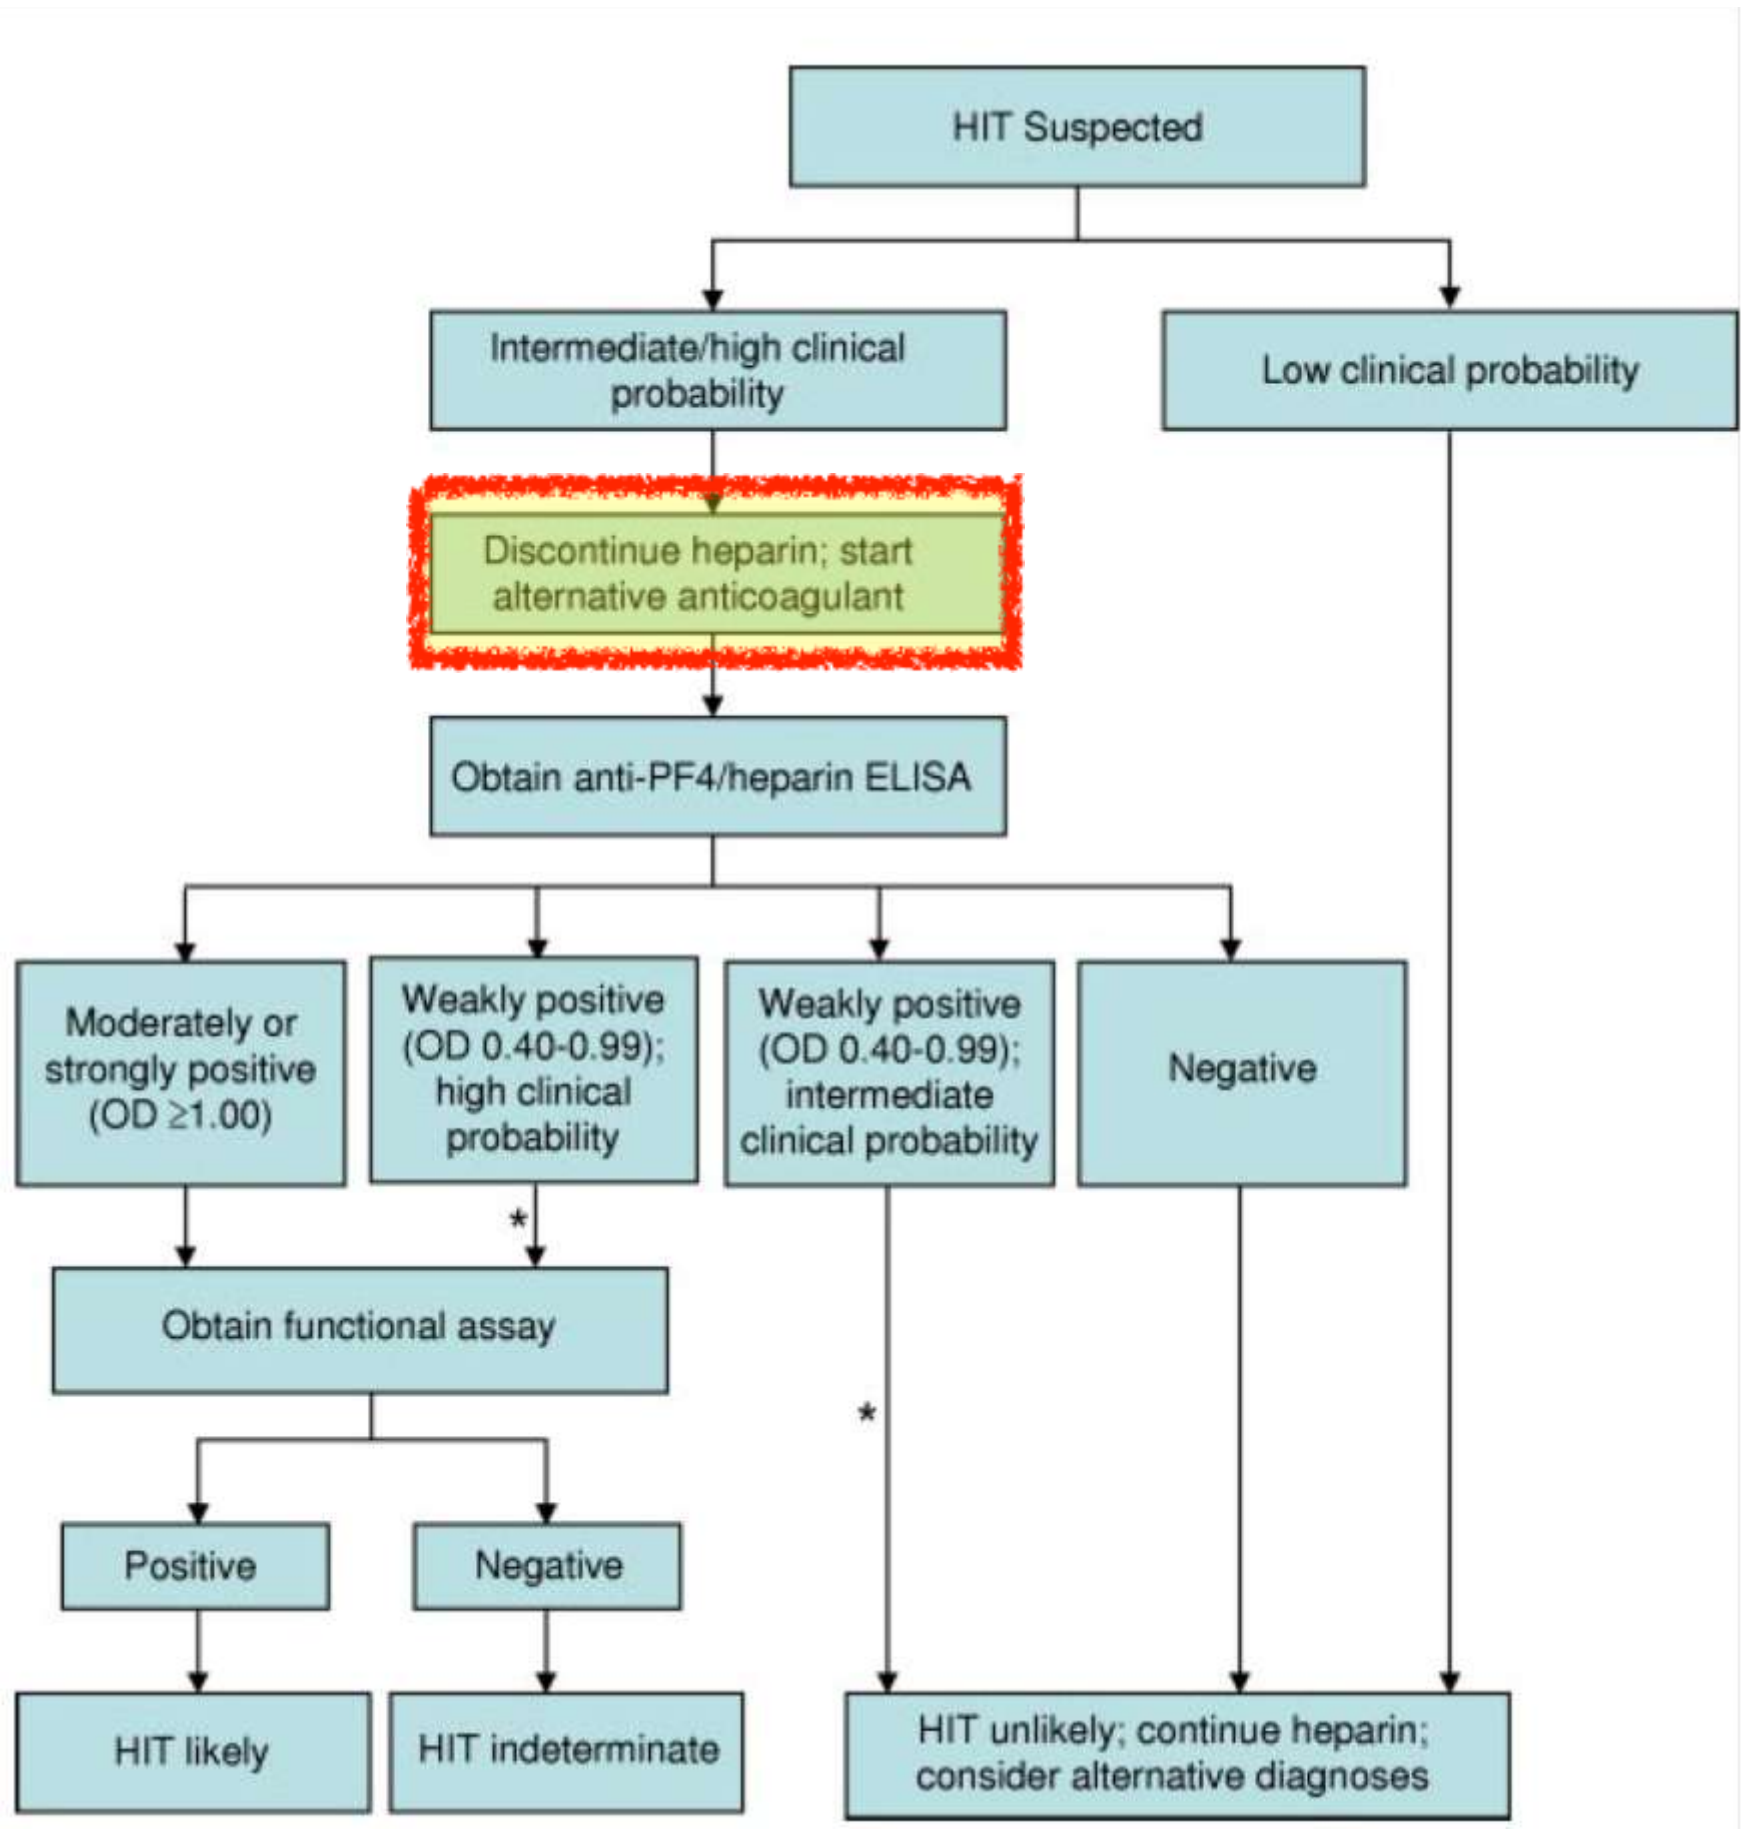 HIT Suspected
Intermediate/high clinical
probability
Low clinical probability
Discontinue heparin; start
alternative anticoagulant
Obtain anti-PF4/heparin ELISA
Moderately or
strongly positive
(OD ≥1.00)
Weakly positive
(OD 0.40-0.99);
high clinical
probability
Weakly positive
(OD 0.40-0.99);
intermediate
clinical probability
Negative
*
Obtain functional assay
*
Positive
Negative
HIT likely
HIT indeterminate
HIT unlikely; continue heparin;
consider alternative diagnoses